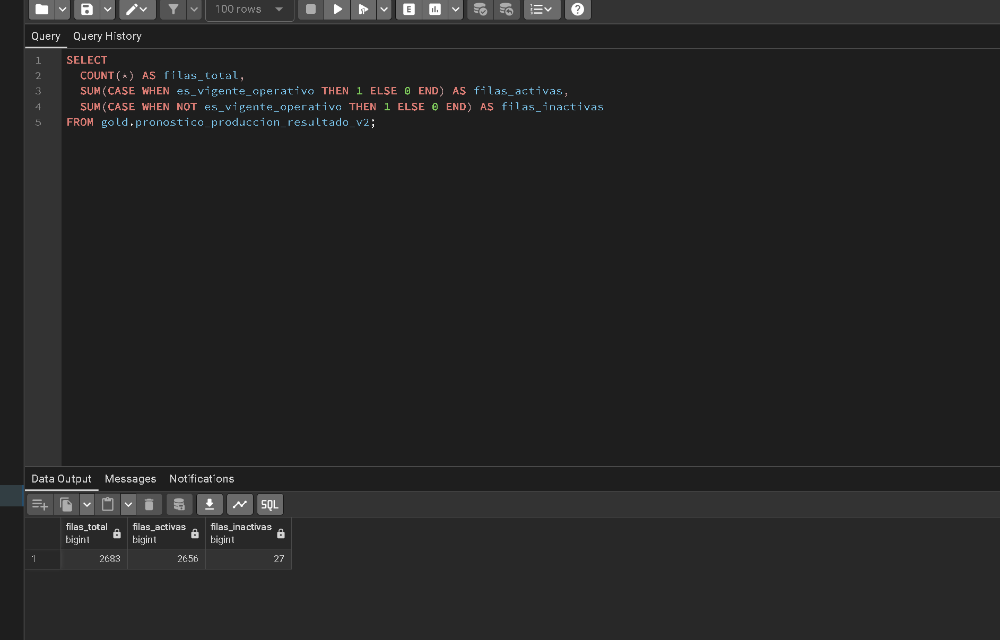 100 rows
E
Query Query History
1 SELECT
2 COUNT(*) AS filas_total,
3 SUM(CASE WHEN es_vigente_operativo THEN 1 ELSE 0 END) AS filas_activas,
4 SUM(CASE WHEN NOT es_vigente_operativo THEN 1 ELSE 0 END) AS filas_inactivas
5 FROM gold.pronostico_produccion_resultado_v2;
Data Output Messages Notifications
SQL
filas_total filas_activas filas_inactivas
bigint bigint bigint
1 2683 2656 27